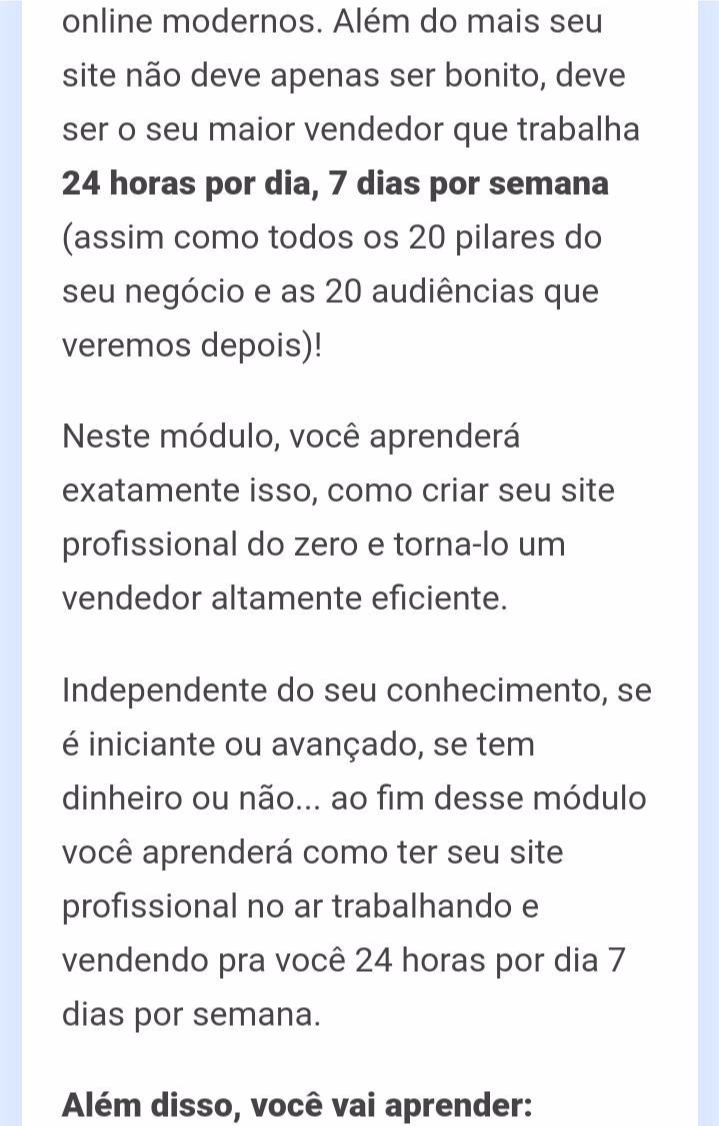 online modernos. Além do mais seu
site não deve apenas ser bonito, deve
ser o seu maior vendedor que trabalha
24 horas por dia, 7 dias por semana
(assim como todos os 20 pilares do
seu negócio e as 20 audiências que
veremos depois)!
Neste módulo, você aprenderá
exatamente isso, como criar seu site
profissional do zero e torna-lo um
vendedor altamente eficiente.
Independente do seu conhecimento, se
é iniciante ou avançado, se tem
dinheiro ou não... ao fim desse módulo
você aprenderá como ter seu site
profissional no ar trabalhando e
vendendo pra você 24 horas por dia 7
dias por semana.
Além disso, você vai aprender: